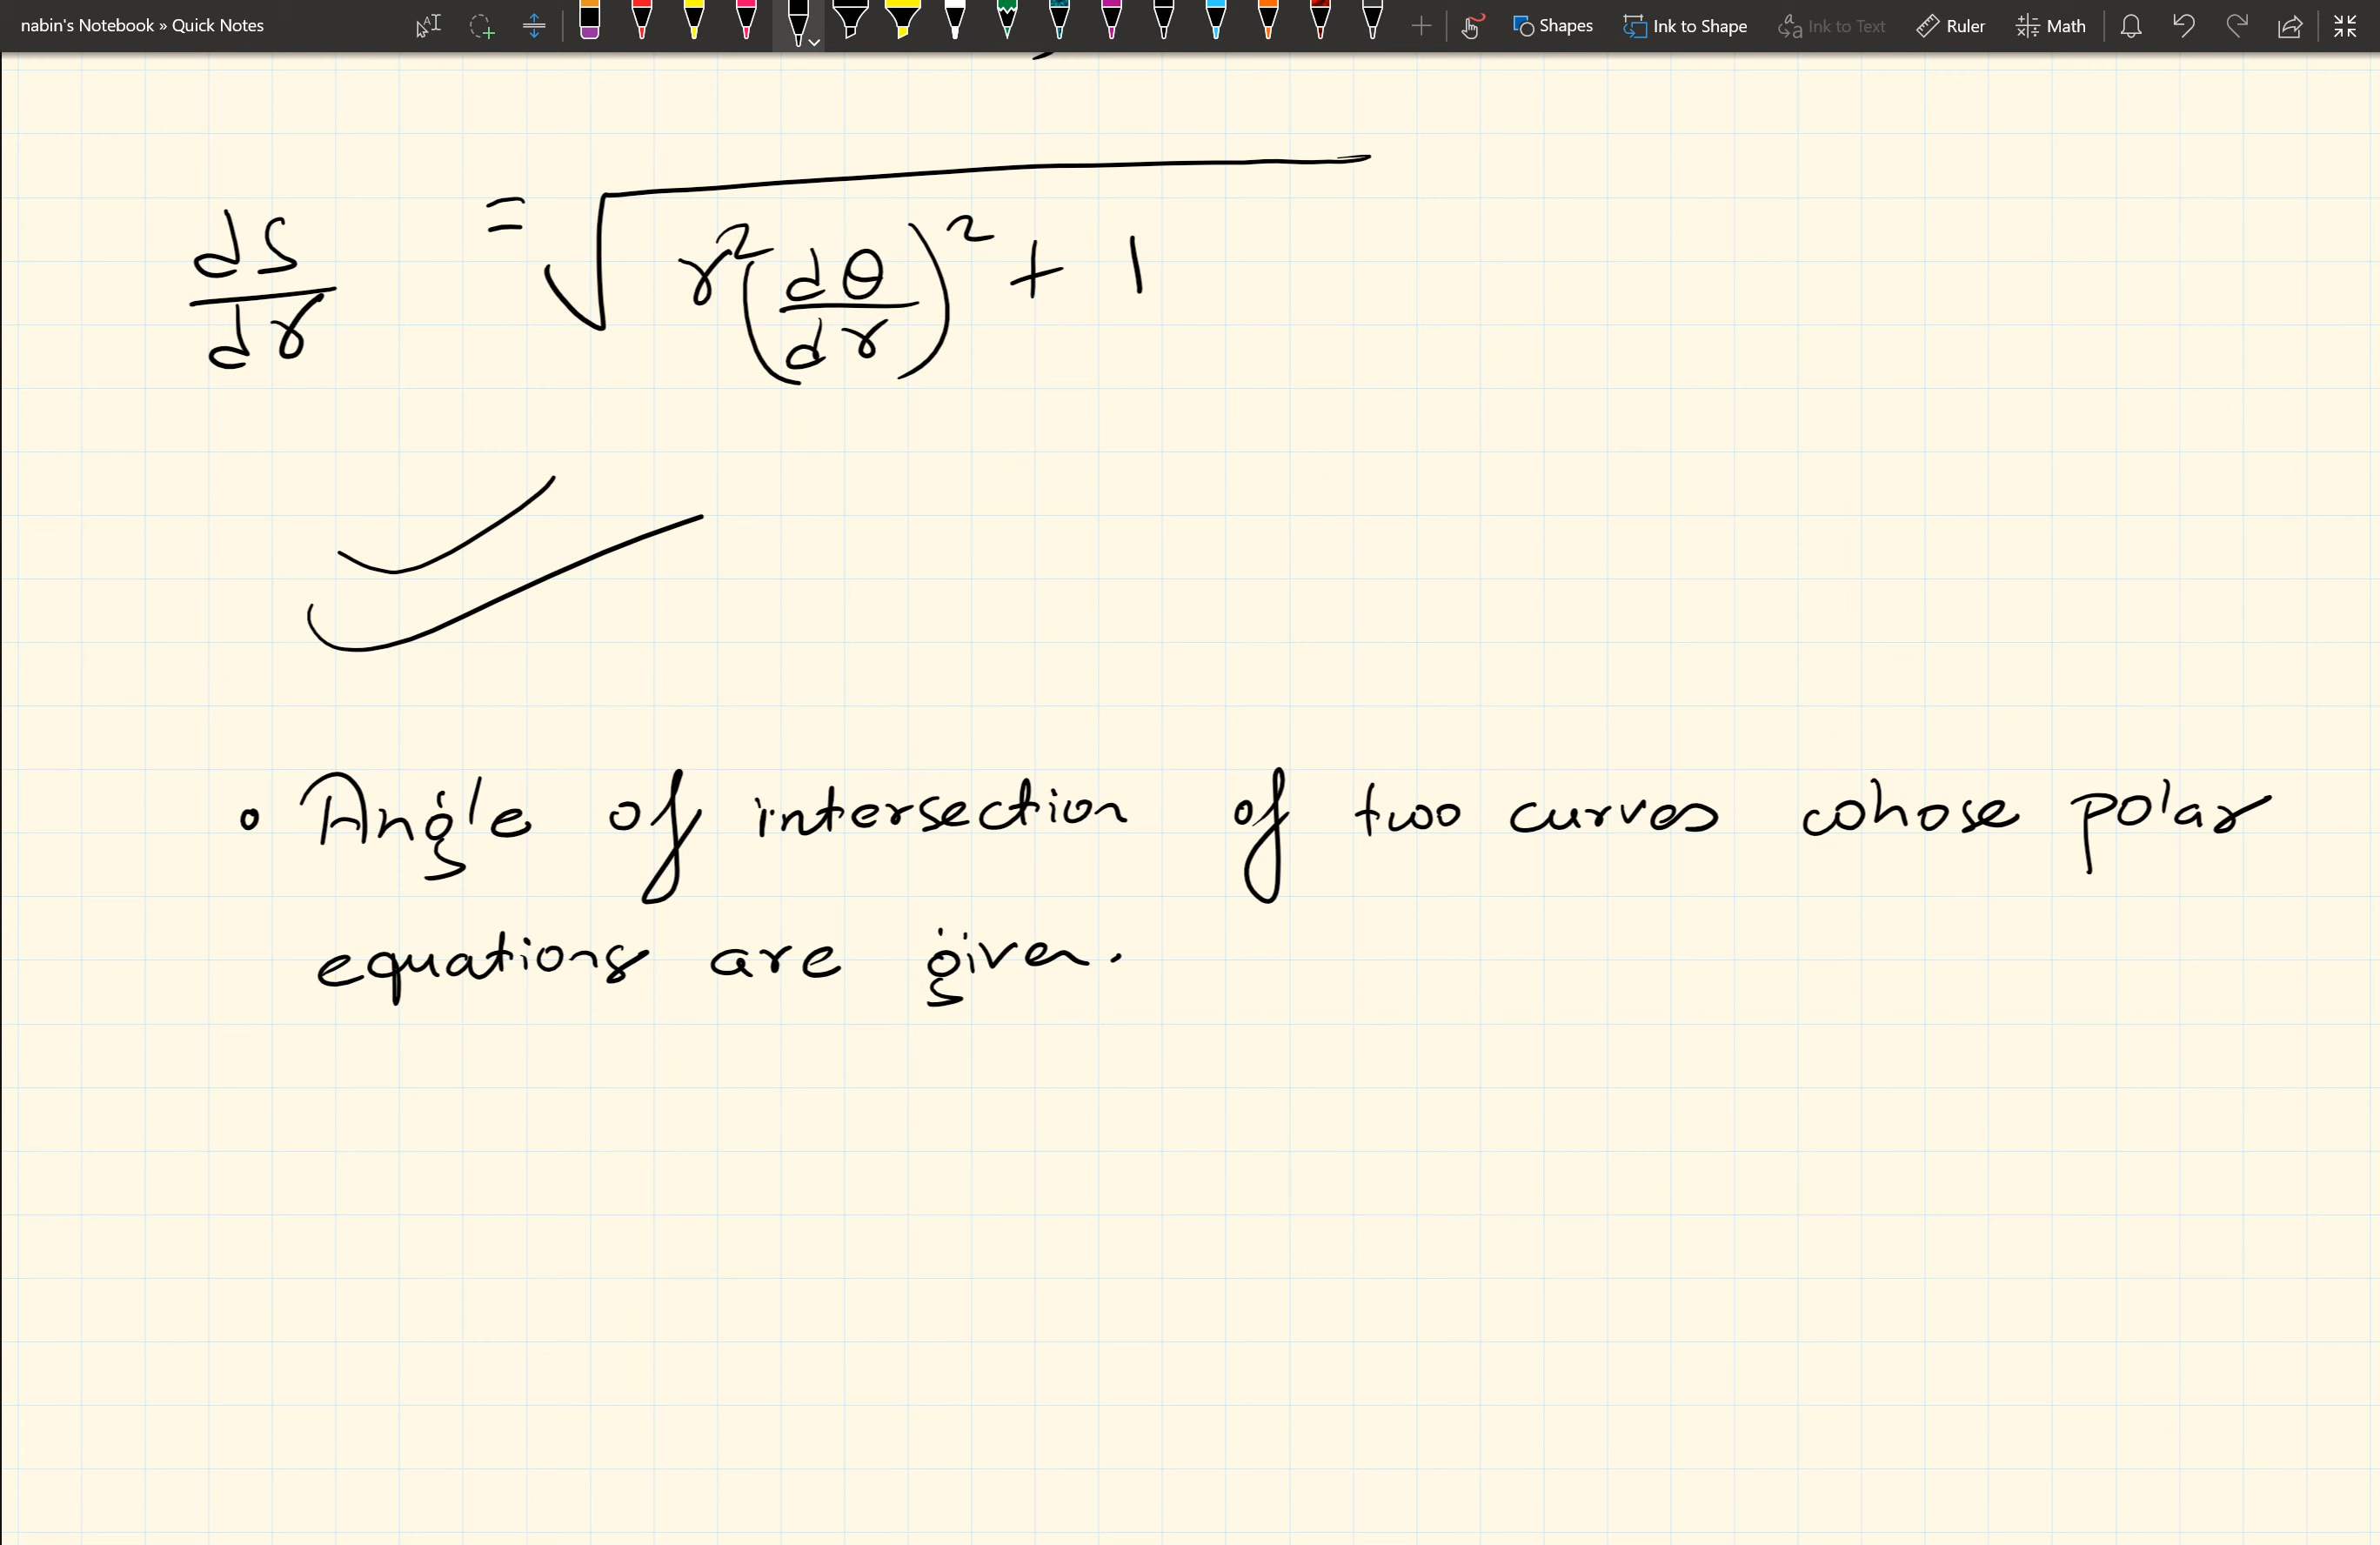 nabin's Notebook » Quick Notes Shapes Ink to Shape Ink to Text Ruler Math
ds/dr = √(r²(dθ/dr)² + 1)
• Angle of intersection of two curves whose polar
equations are given.